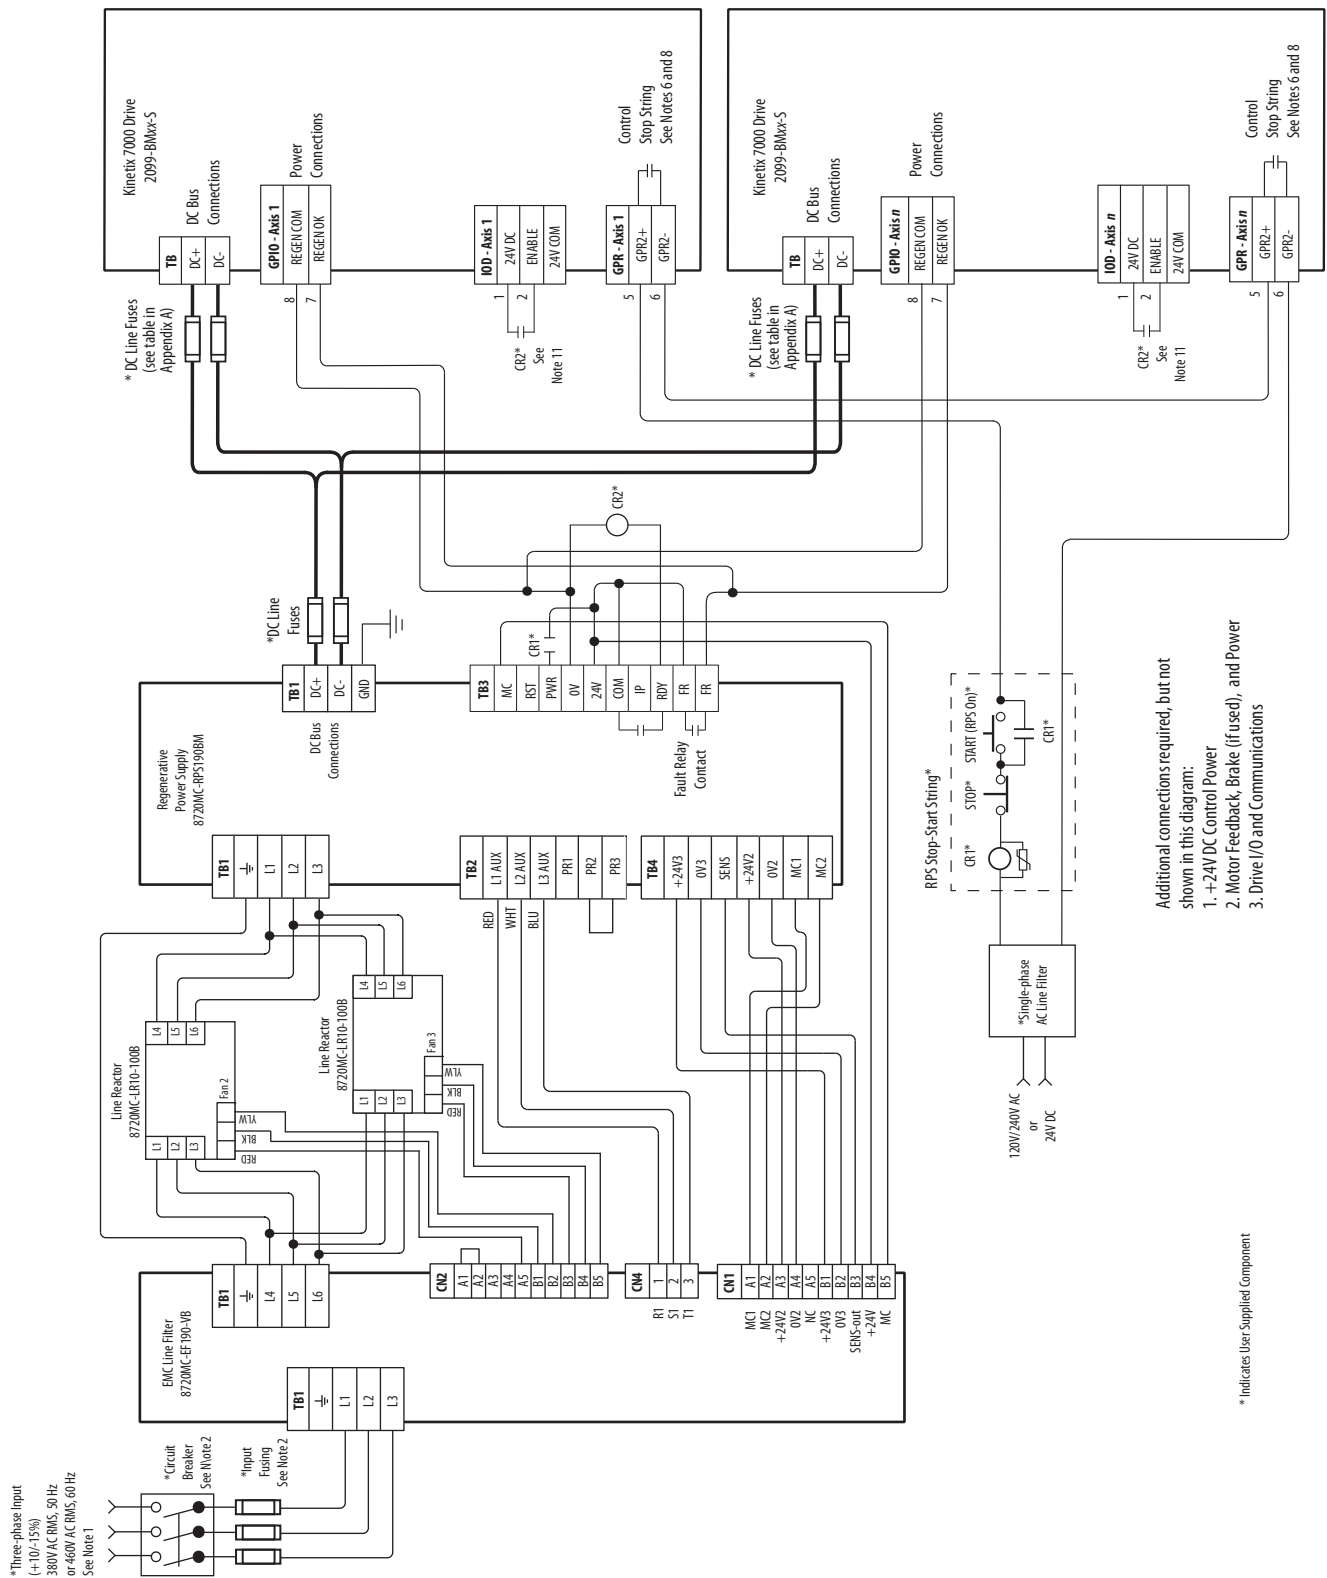 *Three-phase Input
(+10/-15%)
380V AC RMS, 50 Hz
or 460V AC RMS, 60 Hz
See Note 1
*Circuit
Breaker
See N\ote 2
*Input
Fusing
See Note 2
EMC Line Filter
8720MC-EF190-VB
TB1
L1
L2
L3
TB1
L4
L5
L6
CN2
A1
A2
A3
A4
A5
B1
B2
B3
B4
B5
CN4
1
2
3
R1
S1
T1
CN1
A1
A2
A3
A4
A5
B1
B2
B3
B4
B5
MC1
MC2
+24V2
0V2
NC
+24V3
0V3
SENS-out
+24V
MC
Line Reactor
8720MC-LR10-100B
L1
L2
L3
L4
L5
L6
Fan 2
YLW
BLK
RED
Line Reactor
8720MC-LR10-100B
L1
L2
L3
L4
L5
L6
Fan 3
YLW
BLK
RED
Regenerative
Power Supply
8720MC-RPS190BM
TB1
L1
L2
L3
TB2
L1 AUX
L2 AUX
L3 AUX
PR1
PR2
PR3
RED
WHT
BLU
TB4
+24V3
0V3
SENS
+24V2
0V2
MC1
MC2
DC Bus
Connections
TB1
DC+
DC-
GND
*DC Line
Fuses
TB3
MC
RST
PWR
0V
24V
COM
IP
RDY
FR
FR
Fault Relay
Contact
CR1*
CR2*
Kinetix 7000 Drive
2099-BMxx-S
TB
DC+
DC-
DC Bus
Connections
* DC Line Fuses
(see table in
Appendix A)
GPIO - Axis 1
REGEN COM
REGEN OK
Power
Connections
8
7
IOD - Axis 1
24V DC
ENABLE
24V COM
1
2
CR2*
See
Note 11
GPR - Axis 1
GPR2+
GPR2-
5
6
Control
Stop String
See Notes 6 and 8
Kinetix 7000 Drive
2099-BMxx-S
TB
DC+
DC-
DC Bus
Connections
* DC Line Fuses
(see table in
Appendix A)
GPIO - Axis n
REGEN COM
REGEN OK
Power
Connections
8
7
IOD - Axis n
24V DC
ENABLE
24V COM
1
2
CR2*
See
Note 11
GPR - Axis n
GPR2+
GPR2-
5
6
Control
Stop String
See Notes 6 and 8
RPS Stop-Start String*
CR1*
STOP*
START (RPS On)*
CR1*
*Single-phase
AC Line Filter
120V/240V AC
or
24V DC
Additional connections required, but not
shown in this diagram:
1. +24V DC Control Power
2. Motor Feedback, Brake (if used), and Power
3. Drive I/O and Communications
* Indicates User Supplied Component